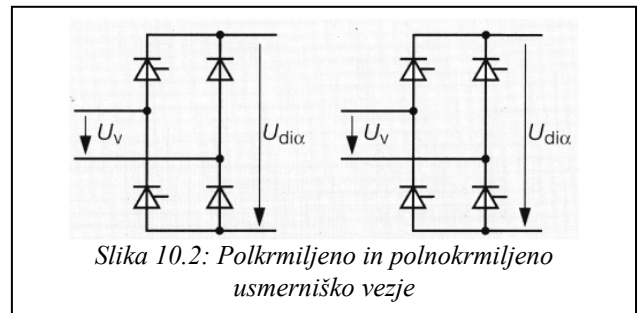 U_v U_diα U_v U_diα
Slika 10.2: Polkrmiljeno in polnokrmiljeno
usmerniško vezje